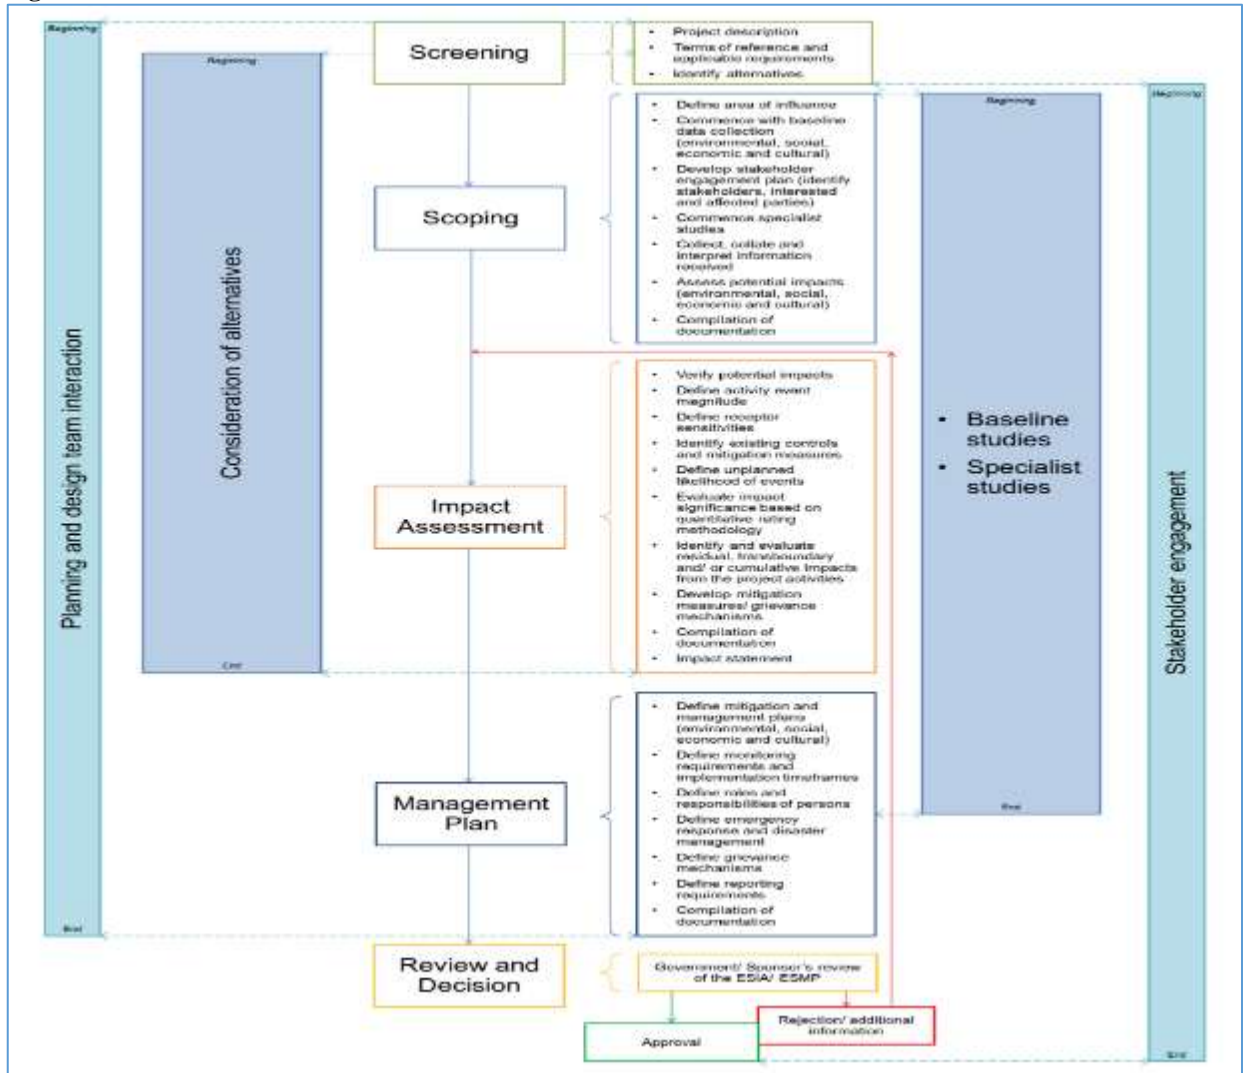 Beginning
Planning and design team interaction
End
Beginning
Consideration of alternatives
End
Screening
• Project description
• Terms of reference and
applicable requirements
• Identify alternatives
Scoping
• Define area of influence
• Commence with baseline
data collection
(environmental, social,
economic and cultural)
• Develop stakeholder
engagement plan (identify
stakeholders, interested
and affected parties)
• Commence specialist
studies
• Collect, collate and
interpret information
received
• Assess potential impacts
(environmental, social,
economic and cultural)
• Compilation of
documentation
Impact
Assessment
• Verify potential impacts
• Define activity event
magnitude
• Define receptor
sensitivities
• Identify existing controls
and mitigation measures
• Define unplanned
likelihood of events
• Evaluate impact
significance based on
quantitative rating
methodology
• Identify and evaluate
residual, transboundary
and/ or cumulative impacts
from the project activities
• Develop mitigation
measures/ grievance
mechanisms
• Compilation of
documentation
• Impact statement
Management
Plan
• Define mitigation and
management plans
(environmental, social,
economic and cultural)
• Define monitoring
requirements and
implementation timeframes
• Define roles and
responsibilities of persons
• Define emergency
response and disaster
management
• Define grievance
mechanisms
• Define reporting
requirements
• Compilation of
documentation
Review and
Decision
Government/ Sponsor's review
of the ESIA/ ESMP
Approval
Rejection/ additional
information
Beginning
• Baseline
studies
• Specialist
studies
End
Beginning
Stakeholder engagement
End